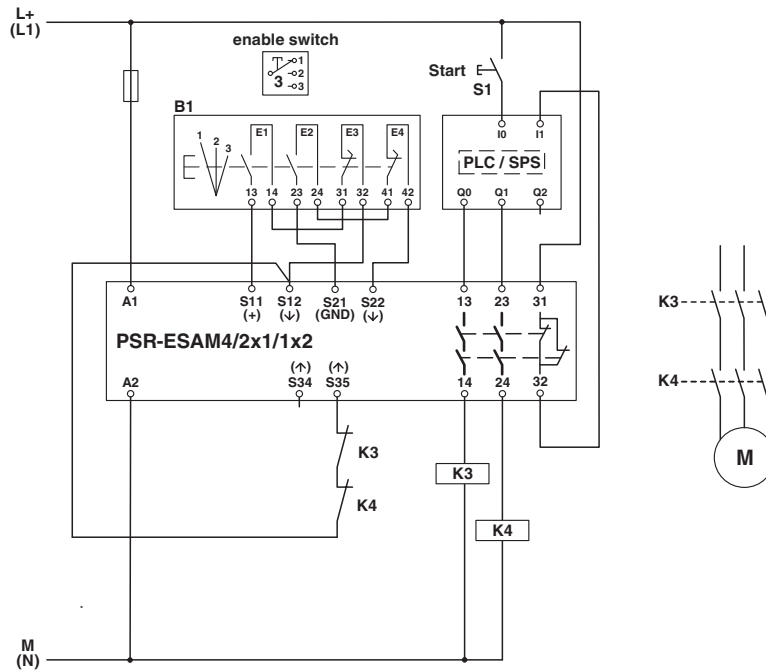 L+
(L1)
enable switch
1
2
3
3
Start
S1
B1
1
2
3
E1
E2
E3
E4
13
14
23
24
31
32
41
42
I0
I1
PLC / SPS
Q0
Q1
Q2
A1
S11
(+)
S12
(↓)
S21
(GND)
S22
(↓)
13
23
31
PSR-ESAM4/2x1/1x2
A2
(↑)
S34
(↑)
S35
14
24
32
K3
K4
K3
K4
K3
K4
M
M
(N)